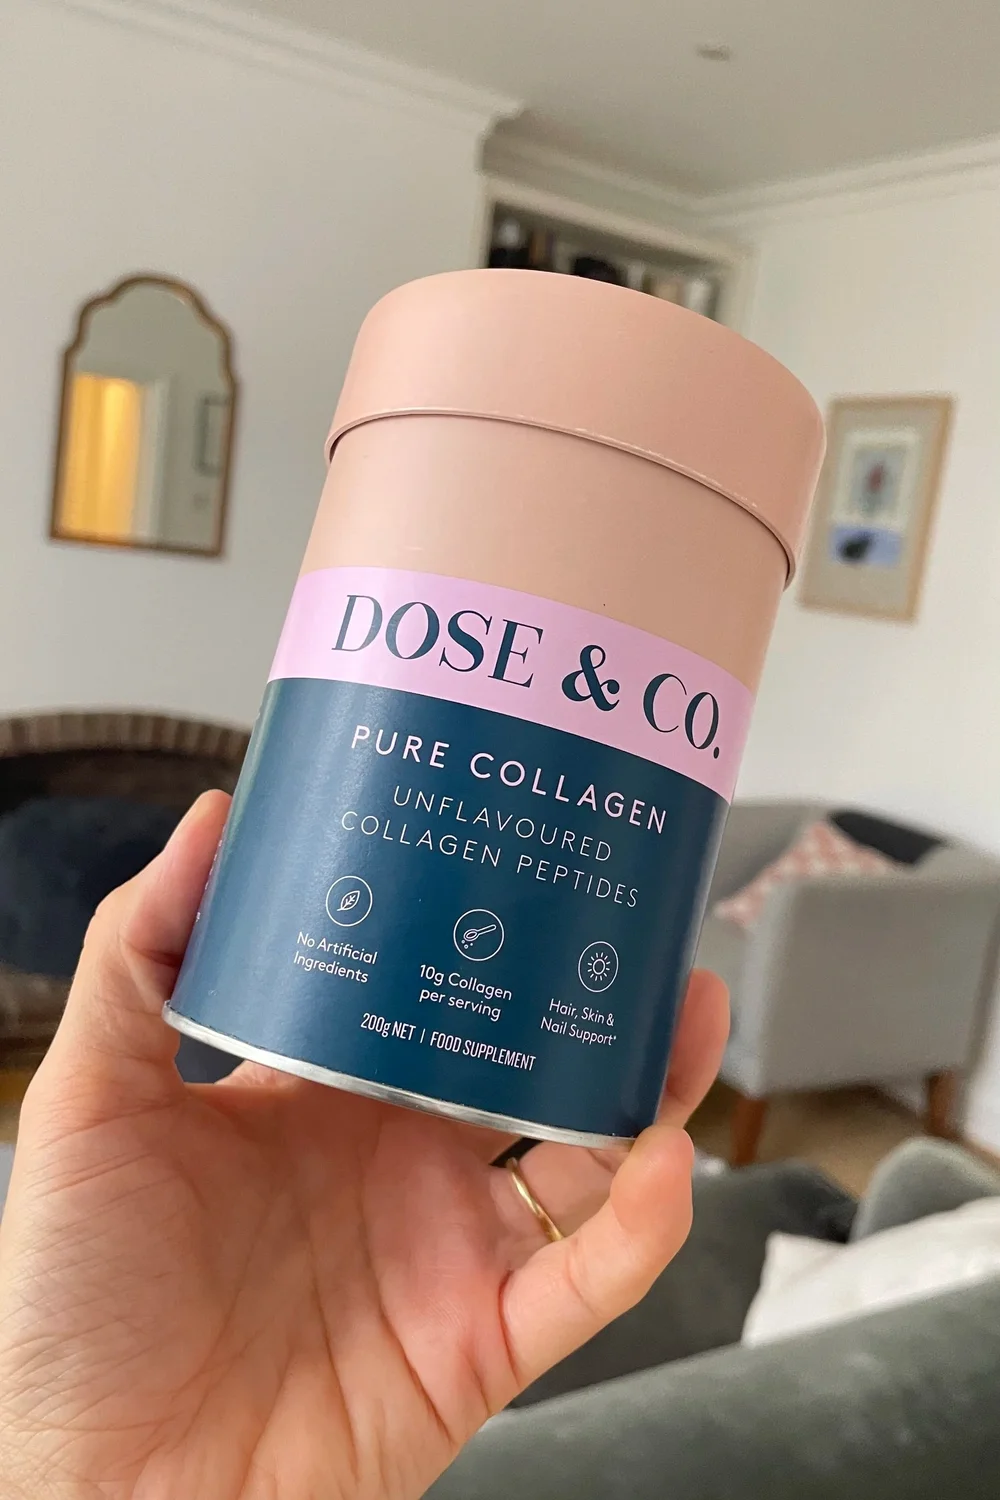 DOSE & CO.
PURE COLLAGEN
UNFLAVOURED
COLLAGEN PEPTIDES
No Artificial
Ingredients
10g Collagen
per serving
Hair, Skin &
Nail Support*
200g NET | FOOD SUPPLEMENT